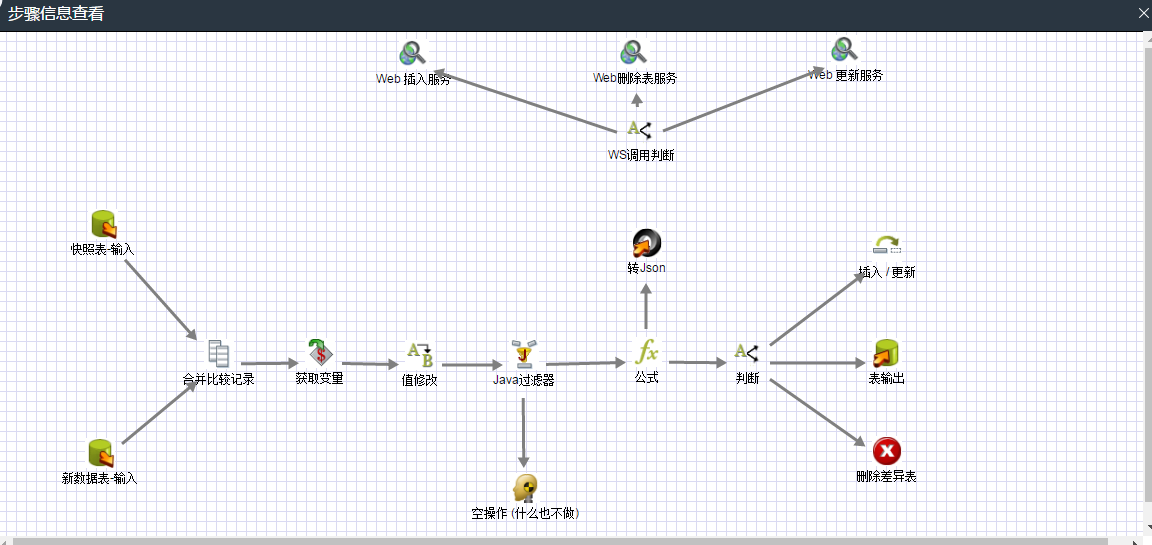 步骤信息查看
Web 插入服务
Web删除表服务
Web 更新服务
WS调用判断
快照表-输入
转Json
插入 / 更新
合并比较记录
获取变量
值修改
Java过滤器
公式
判断
表输出
新数据表-输入
删除差异表
空操作 (什么也不做)